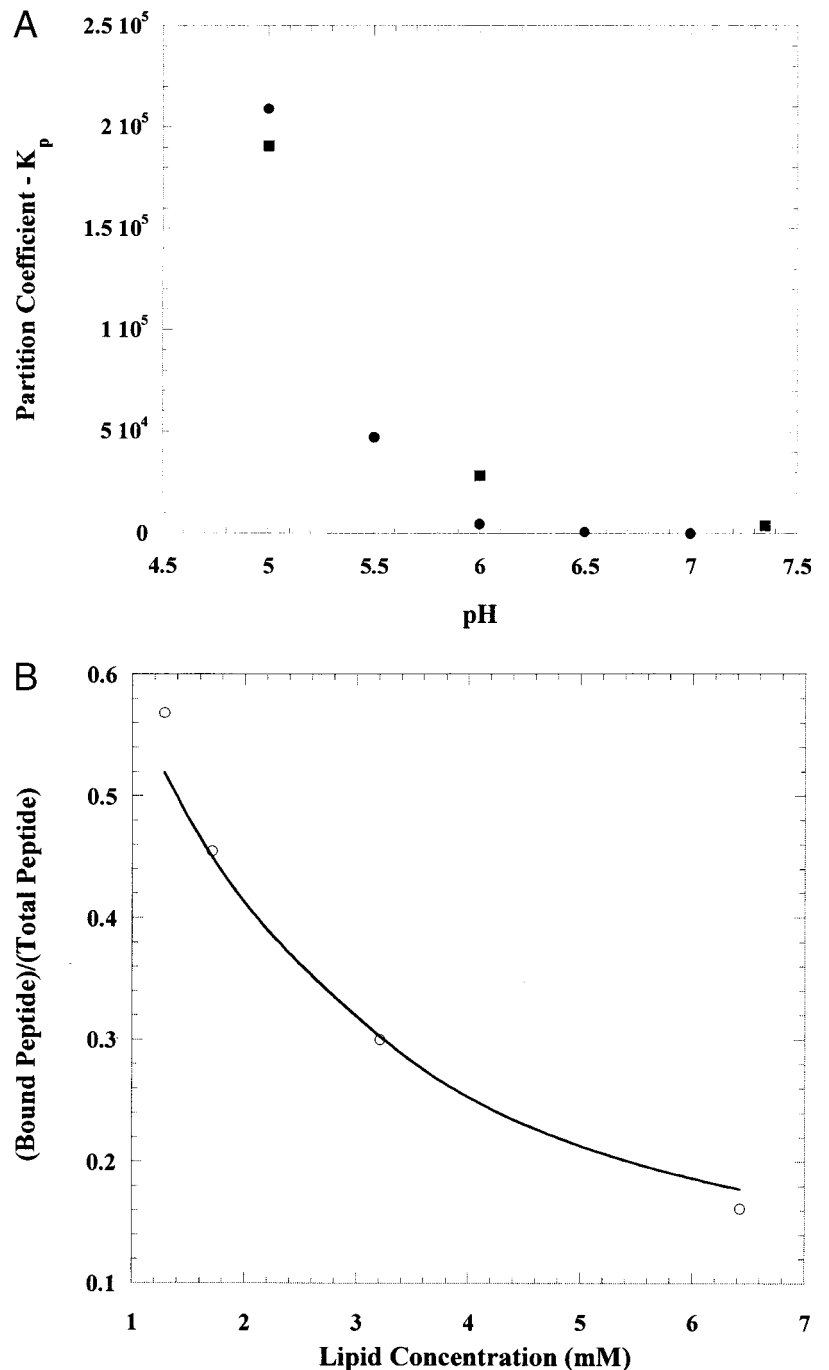 A
2.5 10⁵
2 10⁵
1.5 10⁵
1 10⁵
5 10⁴
0
Partition Coefficient - Kₚ
4.5 5 5.5 6 6.5 7 7.5
pH
B
0.6
0.5
0.4
0.3
0.2
0.1
(Bound Peptide)/(Total Peptide)
1 2 3 4 5 6 7
Lipid Concentration (mM)